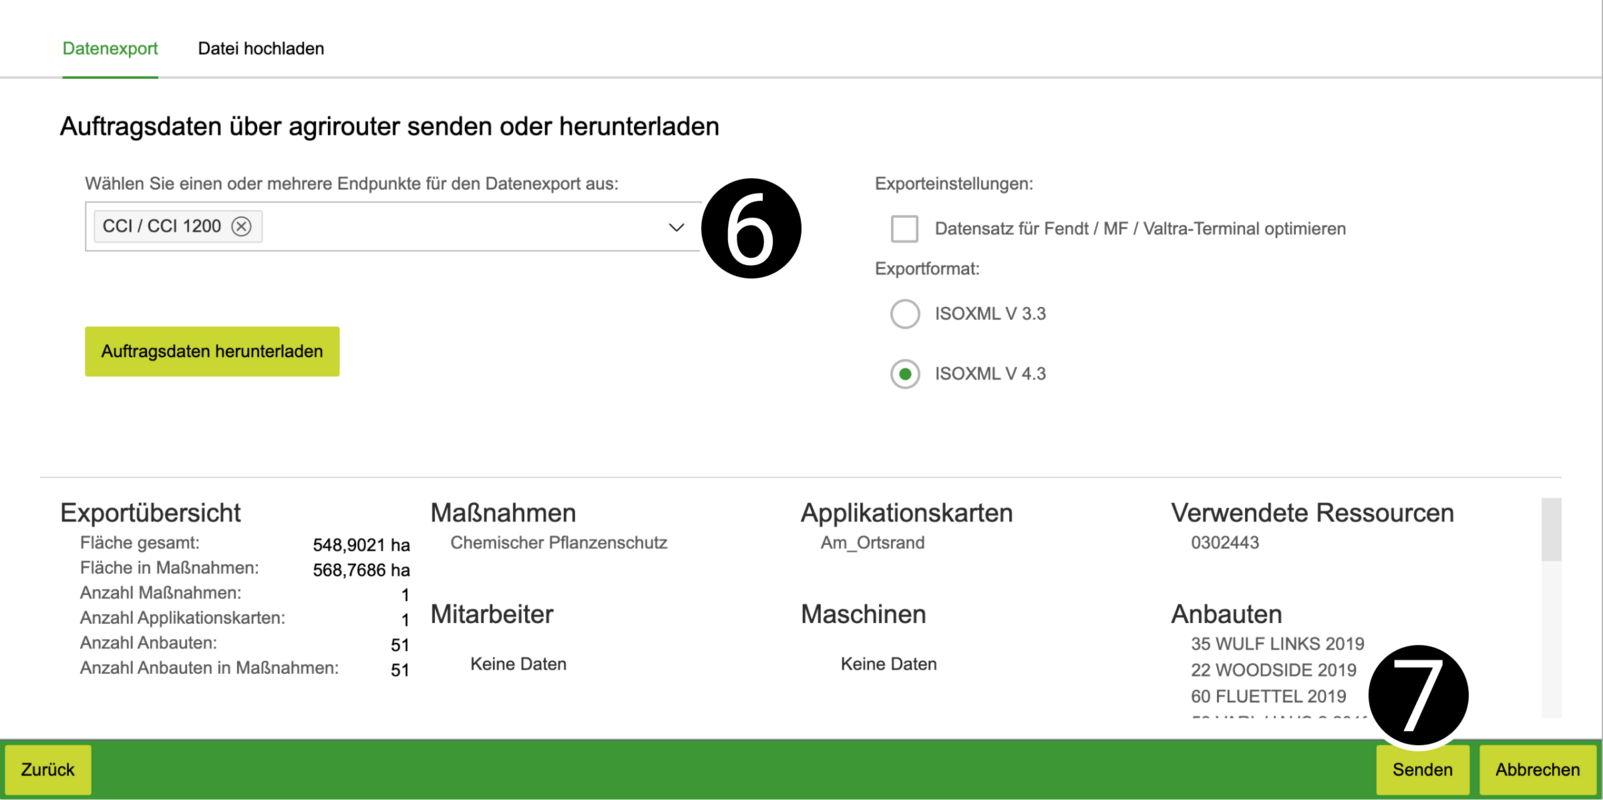 Datenexport
Datei hochladen
Auftragsdaten über agrirouter senden oder herunterladen
Wählen Sie einen oder mehrere Endpunkte für den Datenexport aus:
CCI / CCI 1200
6
Auftragsdaten herunterladen
Exporteinstellungen:
Datensatz für Fendt / MF / Valtra-Terminal optimieren
Exportformat:
ISOXML V 3.3
ISOXML V 4.3
Exportübersicht
Fläche gesamt: 548,9021 ha
Fläche in Maßnahmen: 568,7686 ha
Anzahl Maßnahmen: 1
Anzahl Applikationskarten: 1
Anzahl Anbauten: 51
Anzahl Anbauten in Maßnahmen: 51
Maßnahmen
Chemischer Pflanzenschutz
Applikationskarten
Am_Ortsrand
Verwendete Ressourcen
0302443
Mitarbeiter
Keine Daten
Maschinen
Keine Daten
Anbauten
35 WULF LINKS 2019
22 WOODSIDE 2019
60 FLUETTEL 2019
7
Zurück
Senden
Abbrechen